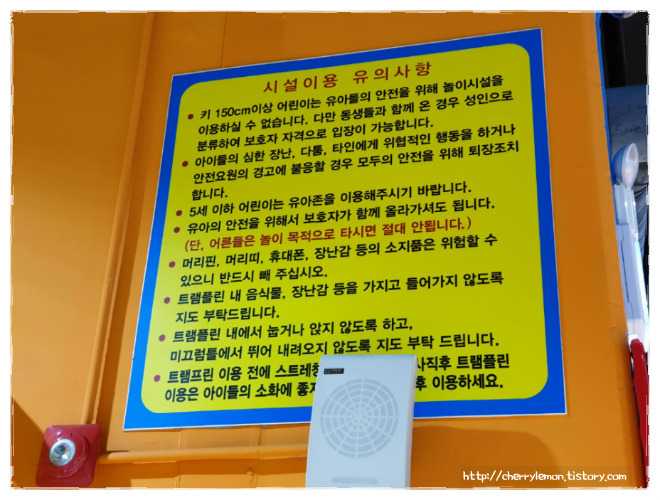 시설이용 유의사항
• 키 150cm이상 어린이는 유아들의 안전을 위해 놀이시설을
이용하실 수 없습니다. 다만 동생들과 함께 온 경우 성인으로
분류하여 보호자 자격으로 입장이 가능합니다.
• 아이들의 심한 장난, 다툼, 타인에게 위협적인 행동을 하거나
안전요원의 경고에 불응할 경우 모두의 안전을 위해 퇴장조치
합니다.
• 5세 이하 어린이는 유아존을 이용해주시기 바랍니다.
• 유아의 안전을 위해서 보호자가 함께 올라가셔도 됩니다.
(단, 어른들은 놀이 목적으로 타시면 절대 안됩니다.)
• 머리핀, 머리띠, 휴대폰, 장난감 등의 소지품은 위험할 수
있으니 반드시 빼 주십시오.
• 트램플린 내 음식물, 장난감 등을 가지고 들어가지 않도록
지도 부탁드립니다.
• 트램플린 내에서 눕거나 앉지 않도록 하고,
미끄럼틀에서 뛰어 내려오지 않도록 지도 부탁 드립니다.
• 트램프린 이용 전에 스트레칭 사직후 트램플린
이용은 아이들의 소화에 좋지 후 이용하세요.
http://cherrylemon.tistory.com